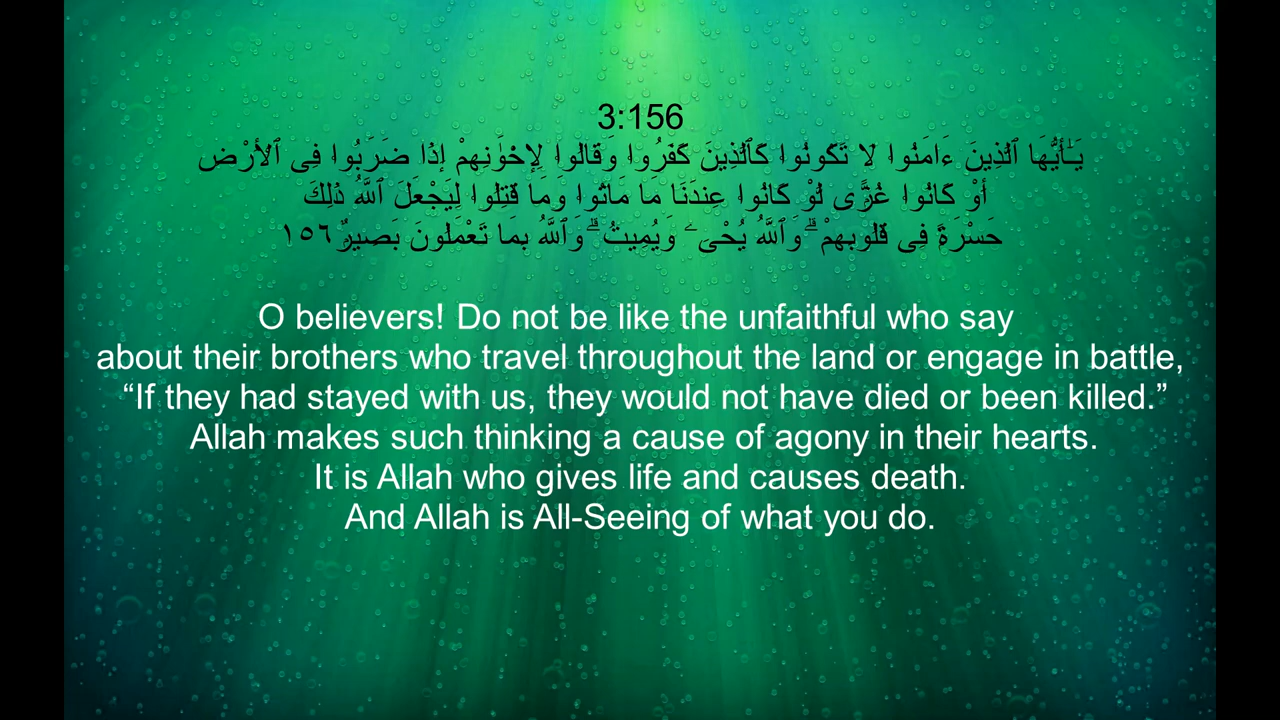 3:156
يَـٰٓأَيُّهَا ٱلَّذِينَ ءَامَنُوا۟ لَا تَكُونُوا۟ كَٱلَّذِينَ كَفَرُوا۟ وَقَالُوا۟ لِإِخْوَٰنِهِمْ إِذَا ضَرَبُوا۟ فِى ٱلْأَرْضِ
أَوْ كَانُوا۟ غُزًّى لَّوْ كَانُوا۟ عِندَنَا مَا مَاتُوا۟ وَمَا قُتِلُوا۟ لِيَجْعَلَ ٱللَّهُ ذَٰلِكَ
حَسْرَةً فِى قُلُوبِهِمْ ۗ وَٱللَّهُ يُحْىِۦ وَيُمِيتُ ۗ وَٱللَّهُ بِمَا تَعْمَلُونَ بَصِيرٌ ١٥٦
O believers! Do not be like the unfaithful who say
about their brothers who travel throughout the land or engage in battle,
“If they had stayed with us, they would not have died or been killed.”
Allah makes such thinking a cause of agony in their hearts.
It is Allah who gives life and causes death.
And Allah is All-Seeing of what you do.